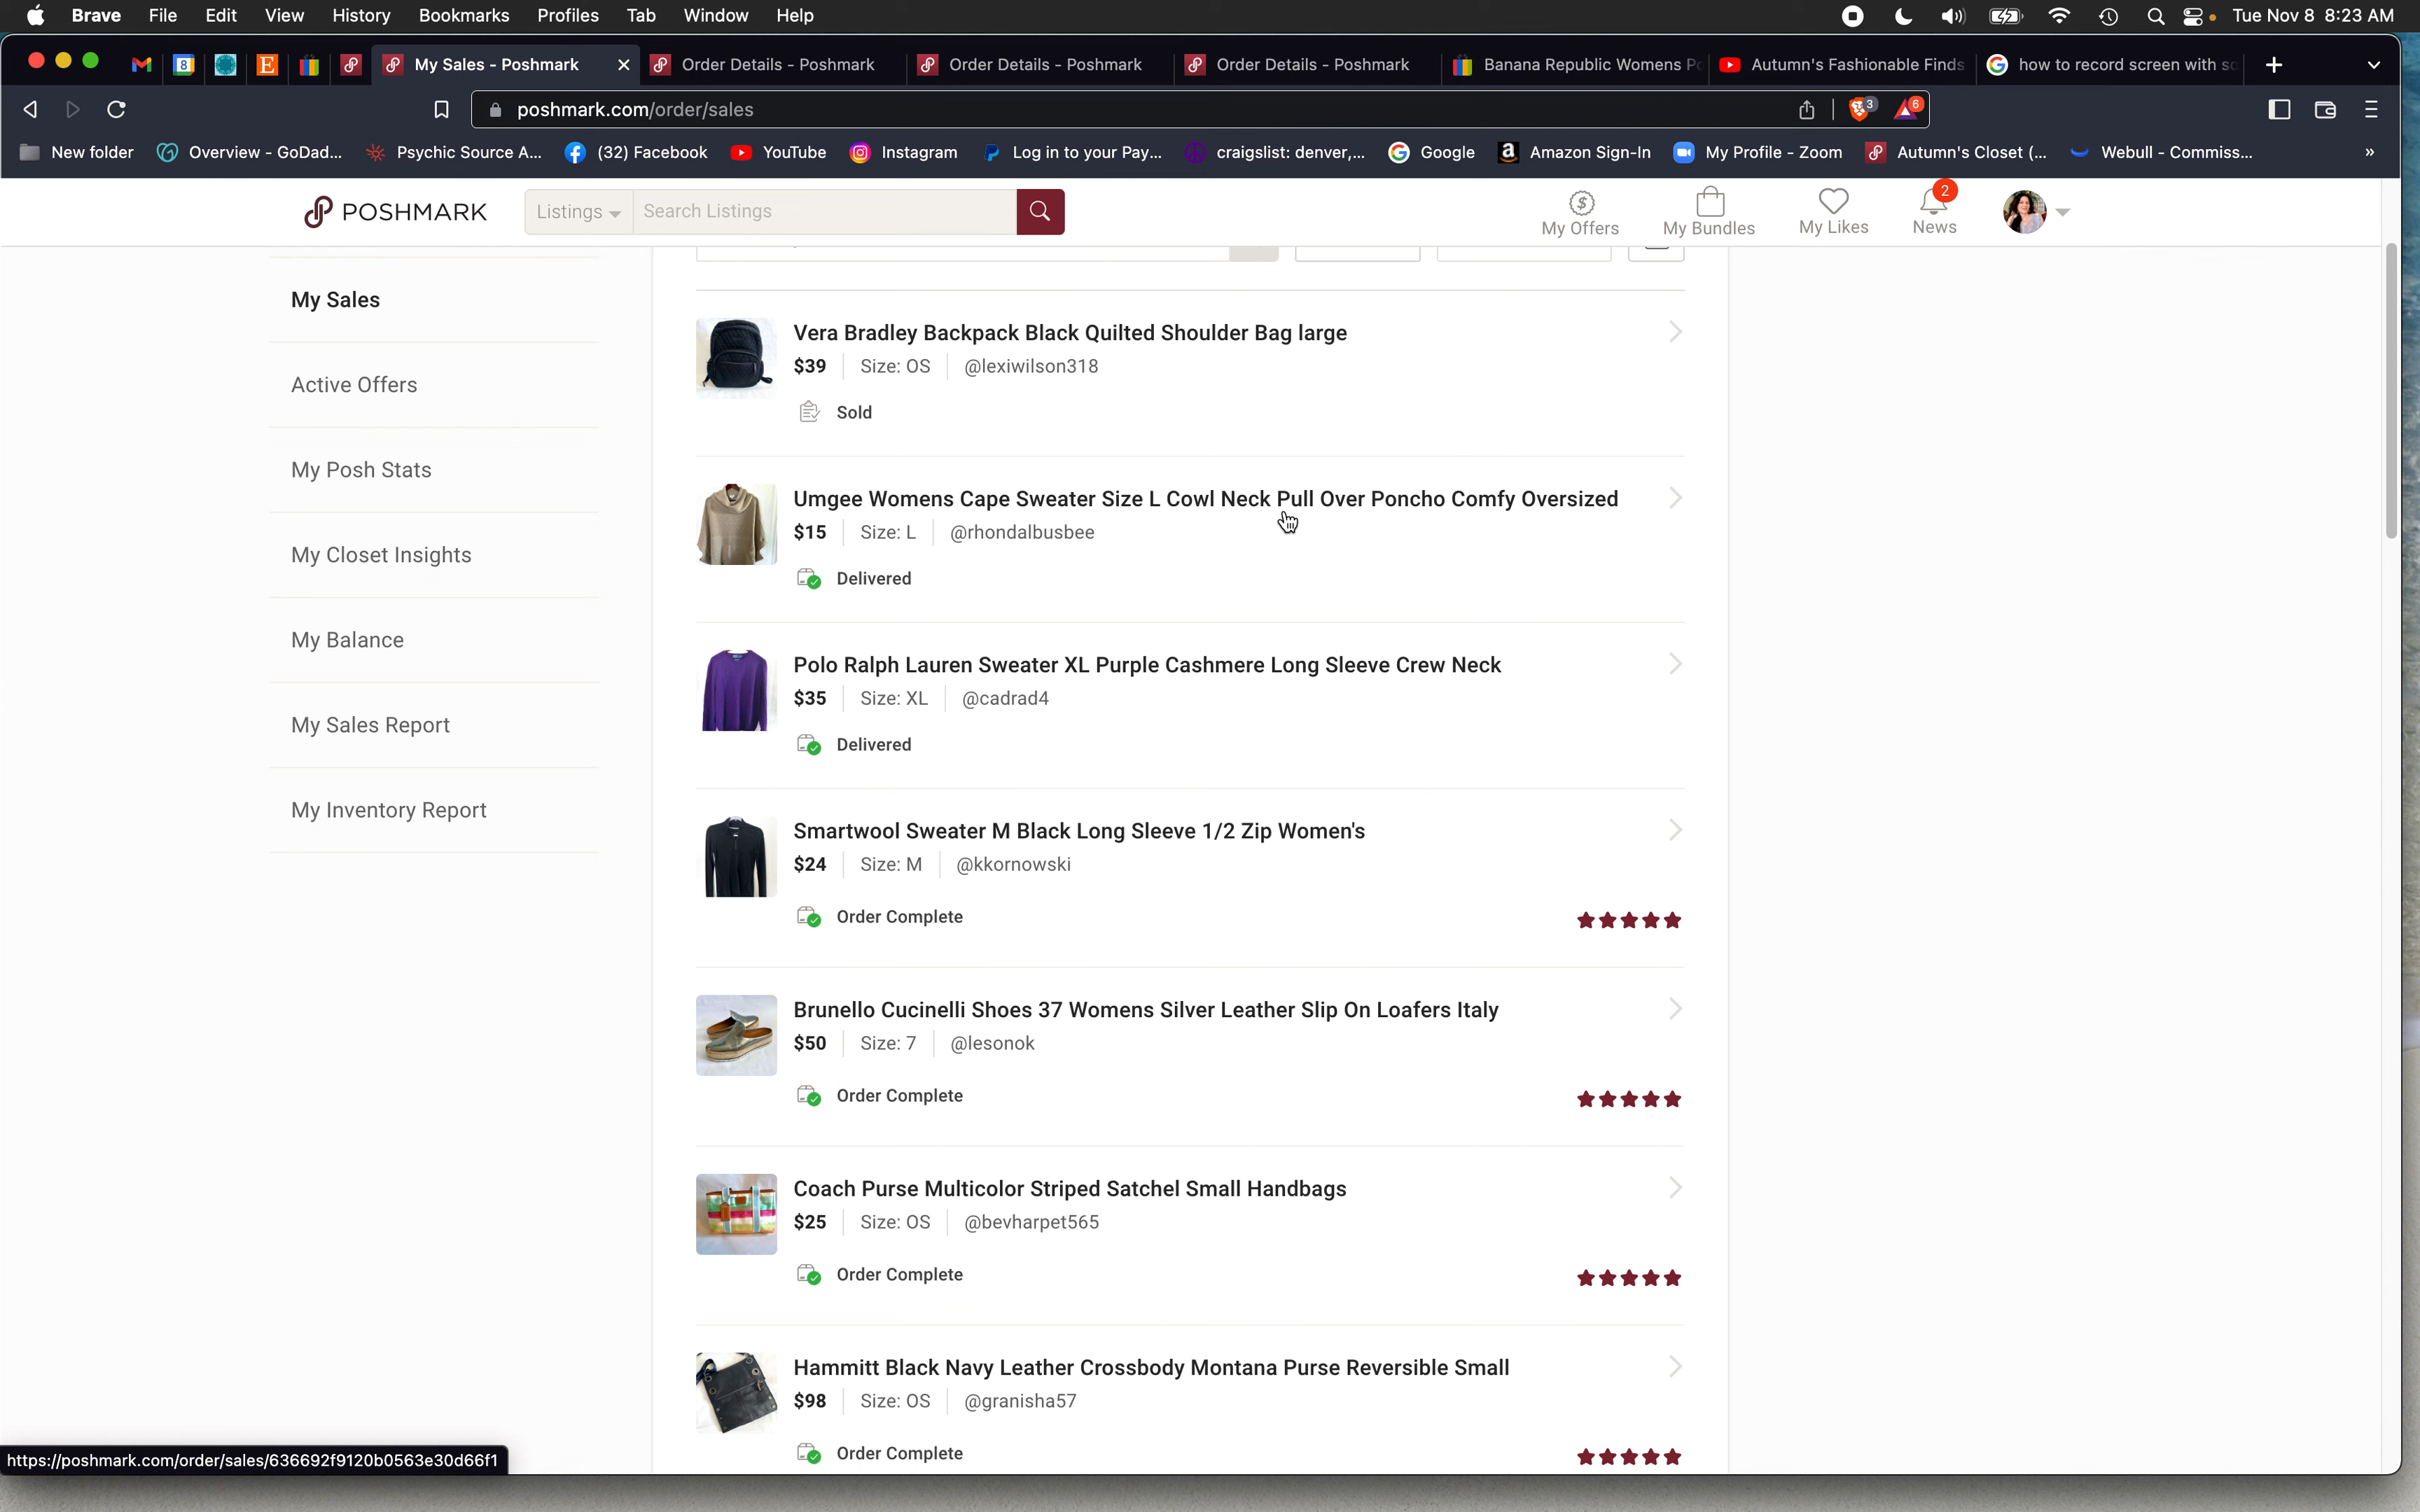 Brave File Edit View History Bookmarks Profiles Tab Window Help Tue Nov 8 8:23 AM
8 E My Sales - Poshmark Order Details - Poshmark Order Details - Poshmark Order Details - Poshmark Banana Republic Womens Autumn's Fashionable Finds how to record screen with
poshmark.com/order/sales 3 6
New folder Overview - GoDad... Psychic Source A... (32) Facebook YouTube Instagram Log in to your Pay... craigslist: denver,... Google Amazon Sign-In My Profile - Zoom Autumn's Closet (... Webull - Commiss... »
POSHMARK Listings Search Listings My Offers My Bundles My Likes 2 News
My Sales
Active Offers
My Posh Stats
My Closet Insights
My Balance
My Sales Report
My Inventory Report
Vera Bradley Backpack Black Quilted Shoulder Bag large
$39 Size: OS @lexiwilson318
Sold
Umgee Womens Cape Sweater Size L Cowl Neck Pull Over Poncho Comfy Oversized
$15 Size: L @rhondalbusbee
Delivered
Polo Ralph Lauren Sweater XL Purple Cashmere Long Sleeve Crew Neck
$35 Size: XL @cadrad4
Delivered
Smartwool Sweater M Black Long Sleeve 1/2 Zip Women's
$24 Size: M @kkornowski
Order Complete
Brunello Cucinelli Shoes 37 Womens Silver Leather Slip On Loafers Italy
$50 Size: 7 @lesonok
Order Complete
Coach Purse Multicolor Striped Satchel Small Handbags
$25 Size: OS @bevharpet565
Order Complete
Hammitt Black Navy Leather Crossbody Montana Purse Reversible Small
$98 Size: OS @granisha57
Order Complete
https://poshmark.com/order/sales/636692f9120b0563e30d66f1